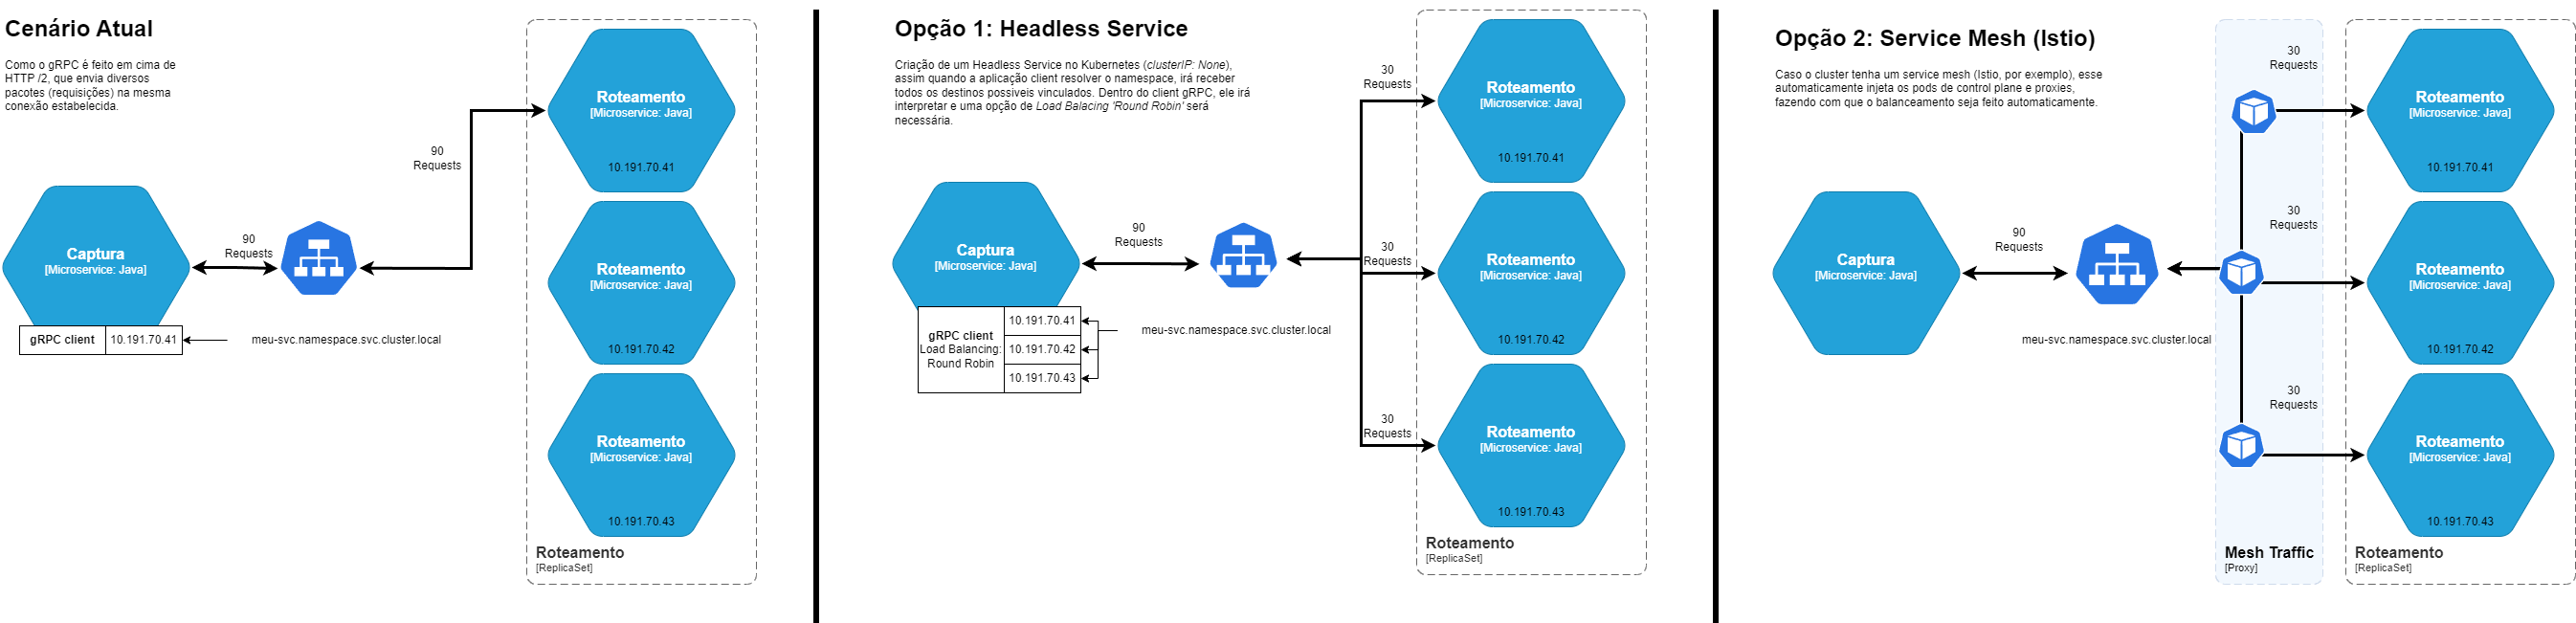 Cenário Atual
Como o gRPC é feito em cima de
HTTP /2, que envia diversos
pacotes (requisições) na mesma
conexão estabelecida.
90
Requests
90
Requests
Captura
[Microservice: Java]
gRPC client
10.191.70.41
meu-svc.namespace.svc.cluster.local
Roteamento
[Microservice: Java]
10.191.70.41
Roteamento
[Microservice: Java]
10.191.70.42
Roteamento
[Microservice: Java]
10.191.70.43
Roteamento
[ReplicaSet]
Opção 1: Headless Service
Criação de um Headless Service no Kubernetes (clusterIP: None),
assim quando a aplicação client resolver o namespace, irá receber
todos os destinos possiveis vinculados. Dentro do client gRPC, ele irá
interpretar e uma opção de Load Balacing 'Round Robin' será
necessária.
Captura
[Microservice: Java]
90
Requests
gRPC client
Load Balancing:
Round Robin
10.191.70.41
10.191.70.42
10.191.70.43
meu-svc.namespace.svc.cluster.local
30
Requests
30
Requests
30
Requests
Roteamento
[Microservice: Java]
10.191.70.41
Roteamento
[Microservice: Java]
10.191.70.42
Roteamento
[Microservice: Java]
10.191.70.43
Roteamento
[ReplicaSet]
Opção 2: Service Mesh (Istio)
Caso o cluster tenha um service mesh (Istio, por exemplo), esse
automaticamente injeta os pods de control plane e proxies,
fazendo com que o balanceamento seja feito automaticamente.
Captura
[Microservice: Java]
90
Requests
meu-svc.namespace.svc.cluster.local
30
Requests
30
Requests
30
Requests
Mesh Traffic
[Proxy]
Roteamento
[Microservice: Java]
10.191.70.41
Roteamento
[Microservice: Java]
10.191.70.42
Roteamento
[Microservice: Java]
10.191.70.43
Roteamento
[ReplicaSet]